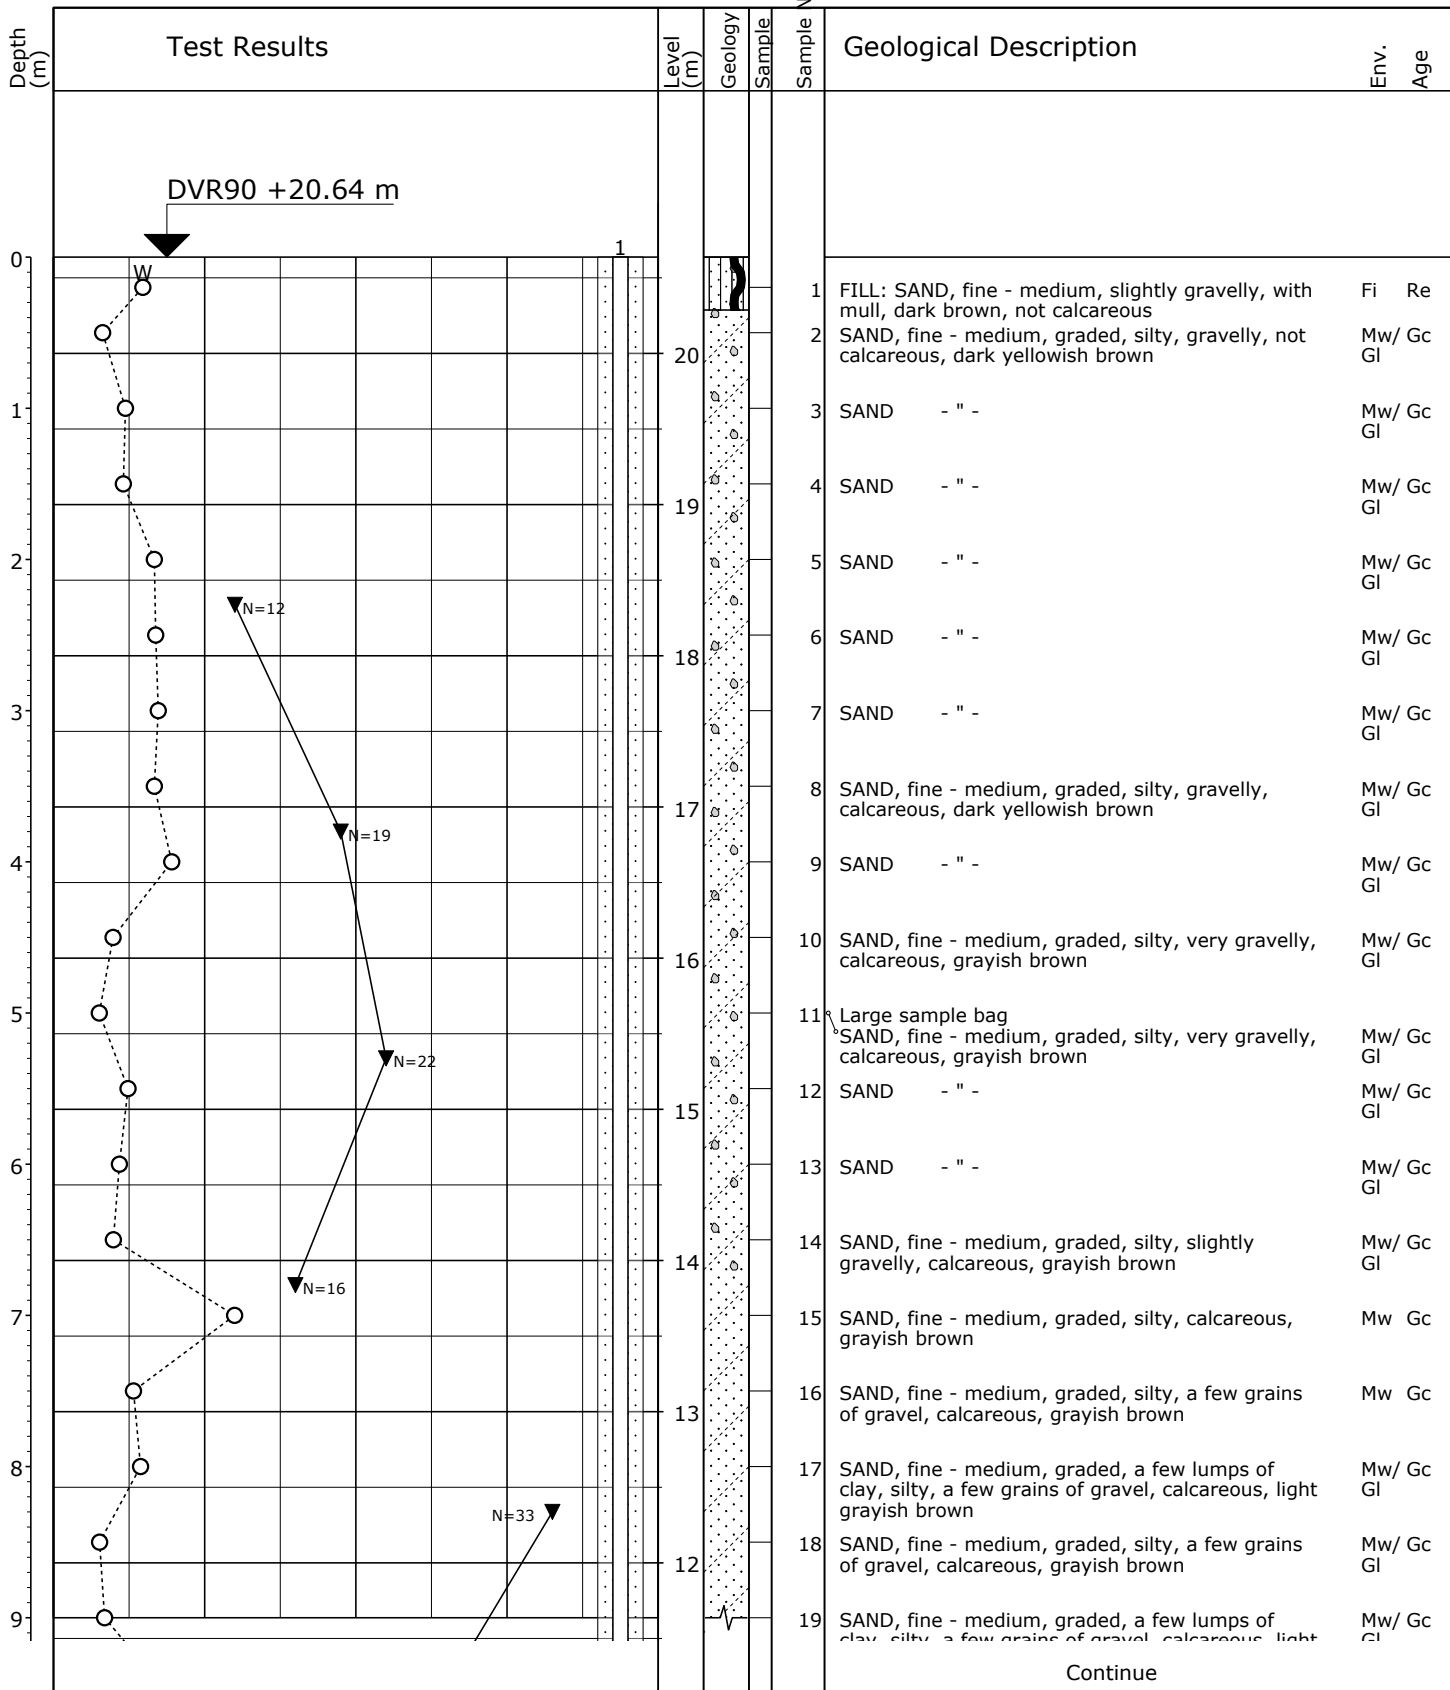 Depth (m)
Test Results
Level (m)
Geology
Sample
Sample
Geological Description
Env.
Age
DVR90 +20.64 m
1
0
W
1 FILL: SAND, fine - medium, slightly gravelly, with Fi Re
mull, dark brown, not calcareous
2 SAND, fine - medium, graded, silty, gravelly, not Mw/ Gc
20 calcareous, dark yellowish brown Gl
1 3 SAND - " - Mw/ Gc
Gl
4 SAND - " - Mw/ Gc
19 Gl
2 5 SAND - " - Mw/ Gc
Gl
N=12
6 SAND - " - Mw/ Gc
18 Gl
3 7 SAND - " - Mw/ Gc
Gl
8 SAND, fine - medium, graded, silty, gravelly, Mw/ Gc
17 calcareous, dark yellowish brown Gl
N=19
4 9 SAND - " - Mw/ Gc
Gl
10 SAND, fine - medium, graded, silty, very gravelly, Mw/ Gc
16 calcareous, grayish brown Gl
5 11 Large sample bag
SAND, fine - medium, graded, silty, very gravelly, Mw/ Gc
calcareous, grayish brown Gl
N=22
12 SAND - " - Mw/ Gc
15 Gl
6 13 SAND - " - Mw/ Gc
Gl
14 SAND, fine - medium, graded, silty, slightly Mw/ Gc
14 gravelly, calcareous, grayish brown Gl
N=16
7 15 SAND, fine - medium, graded, silty, calcareous, Mw Gc
grayish brown
16 SAND, fine - medium, graded, silty, a few grains Mw Gc
13 of gravel, calcareous, grayish brown
8 17 SAND, fine - medium, graded, a few lumps of Mw/ Gc
clay, silty, a few grains of gravel, calcareous, light Gl
grayish brown
N=33
18 SAND, fine - medium, graded, silty, a few grains Mw/ Gc
12 of gravel, calcareous, grayish brown Gl
9 19 SAND, fine - medium, graded, a few lumps of Mw/ Gc
clay, silty, a few grains of gravel, calcareous, light Gl
Continue